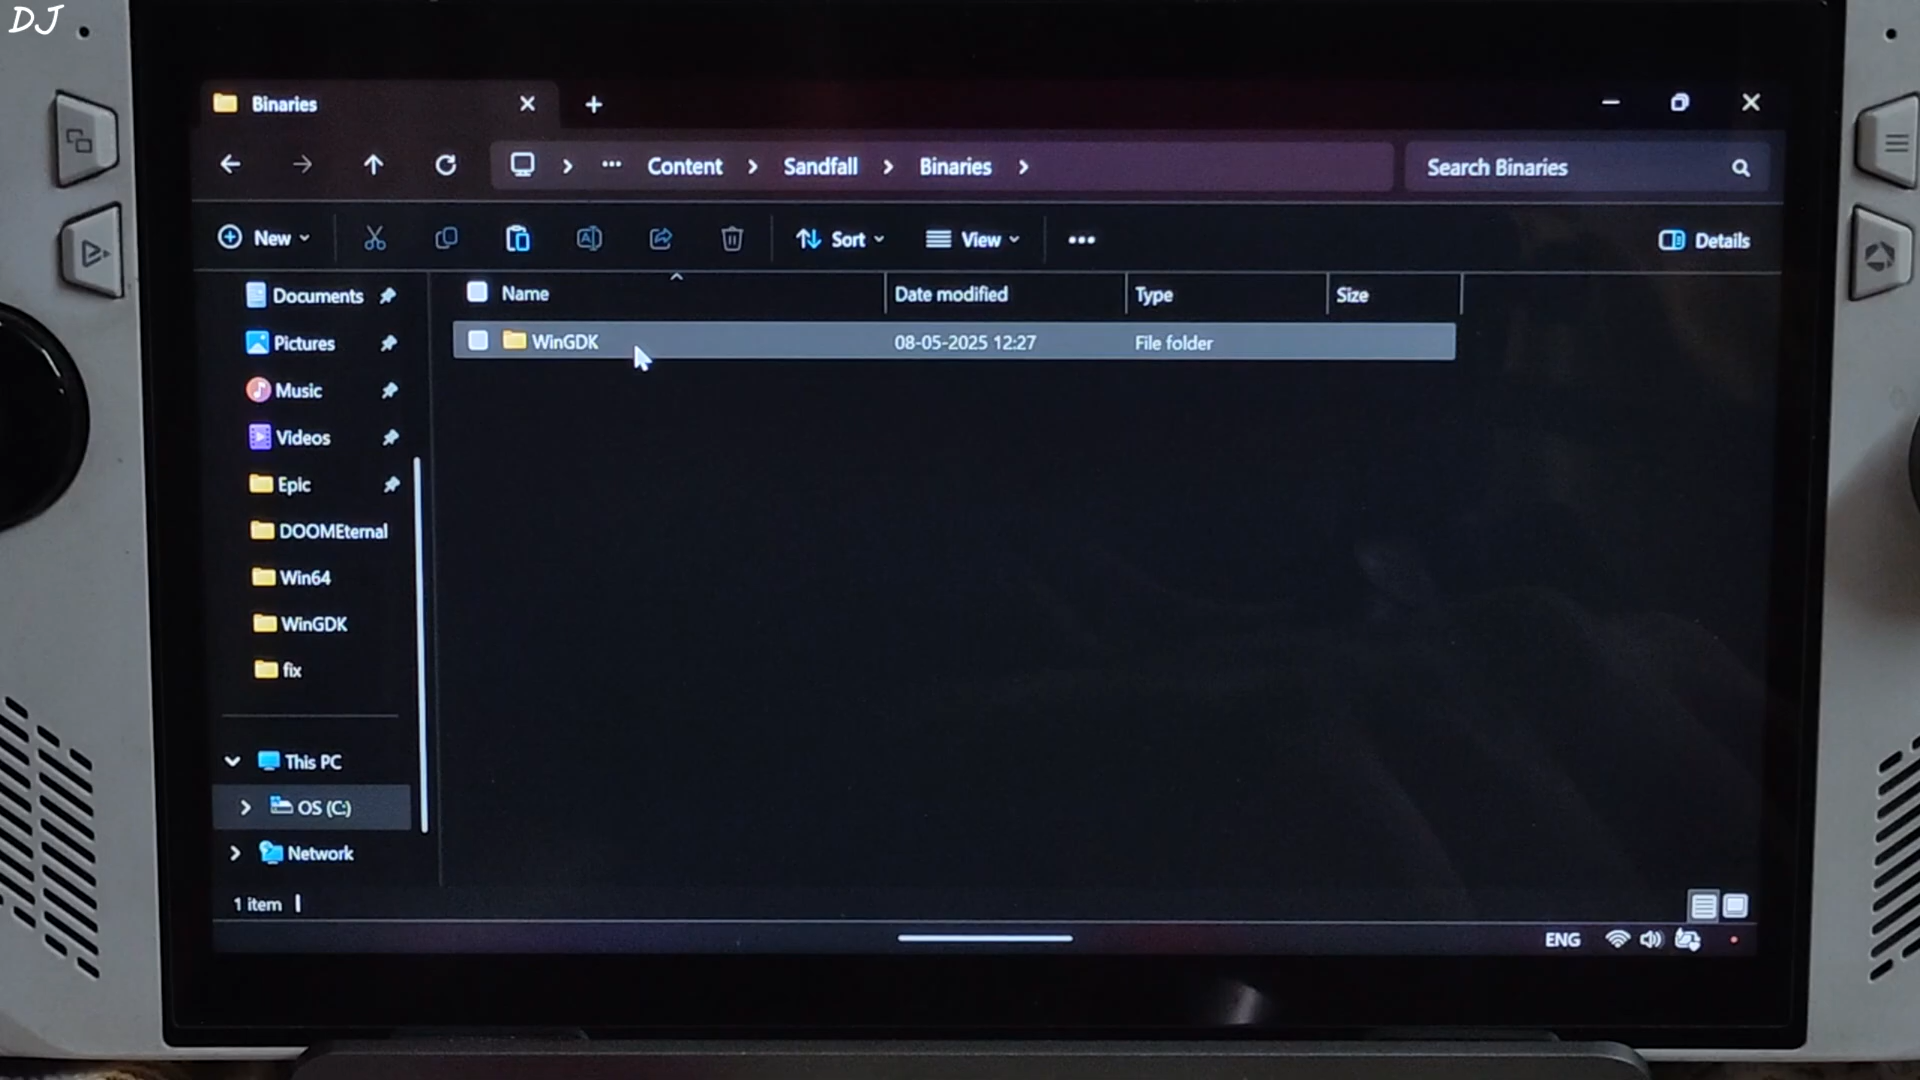 DJ
Binaries
Content > Sandfall > Binaries >
Search Binaries
New
Sort
View
Details
Name
Date modified
Type
Size
WinGDK
08-05-2025 12:27
File folder
Documents
Pictures
Music
Videos
Epic
DOOMEternal
Win64
WinGDK
fix
This PC
OS (C:)
Network
1 item
ENG